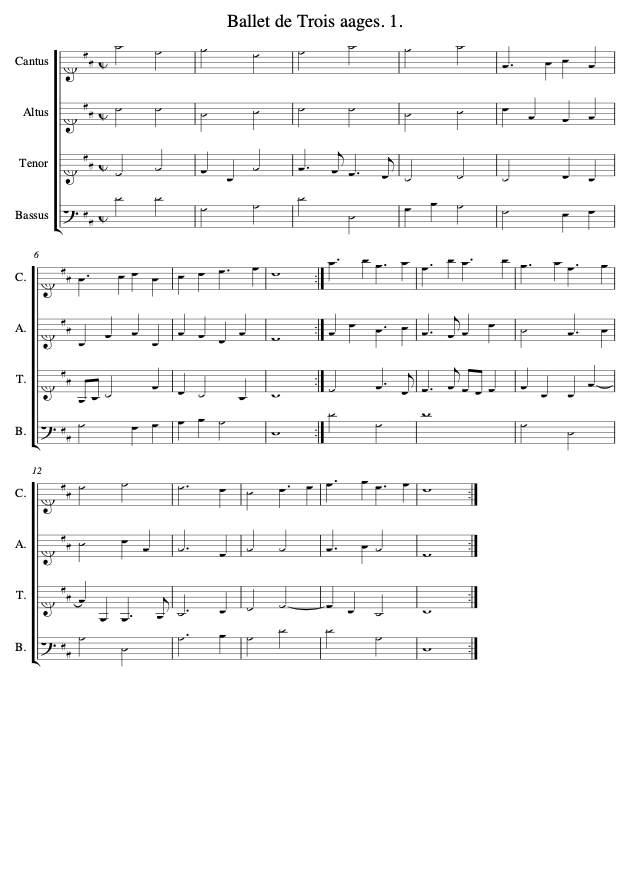 Ballet de Trois aages. 1.
Cantus
Altus
Tenor
Bassus
6
C.
A.
T.
B.
12
C.
A.
T.
B.